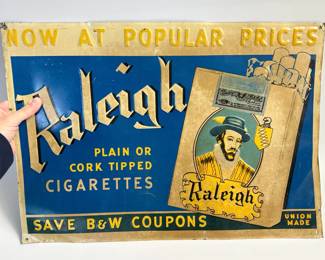 NOW AT POPULAR PRICES
Raleigh
PLAIN OR
CORK TIPPED
CIGARETTES
Raleigh
SAVE B&W COUPONS
UNION
MADE